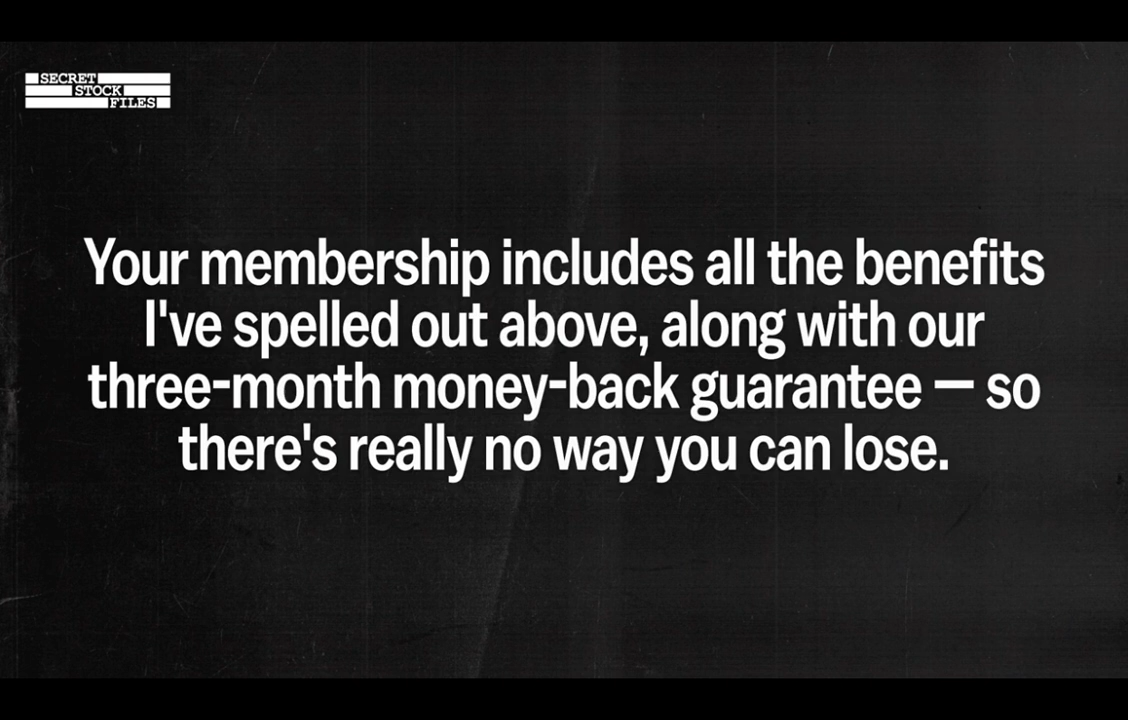 SECRET
STOCK
FILES
Your membership includes all the benefits
I've spelled out above, along with our
three-month money-back guarantee — so
there's really no way you can lose.